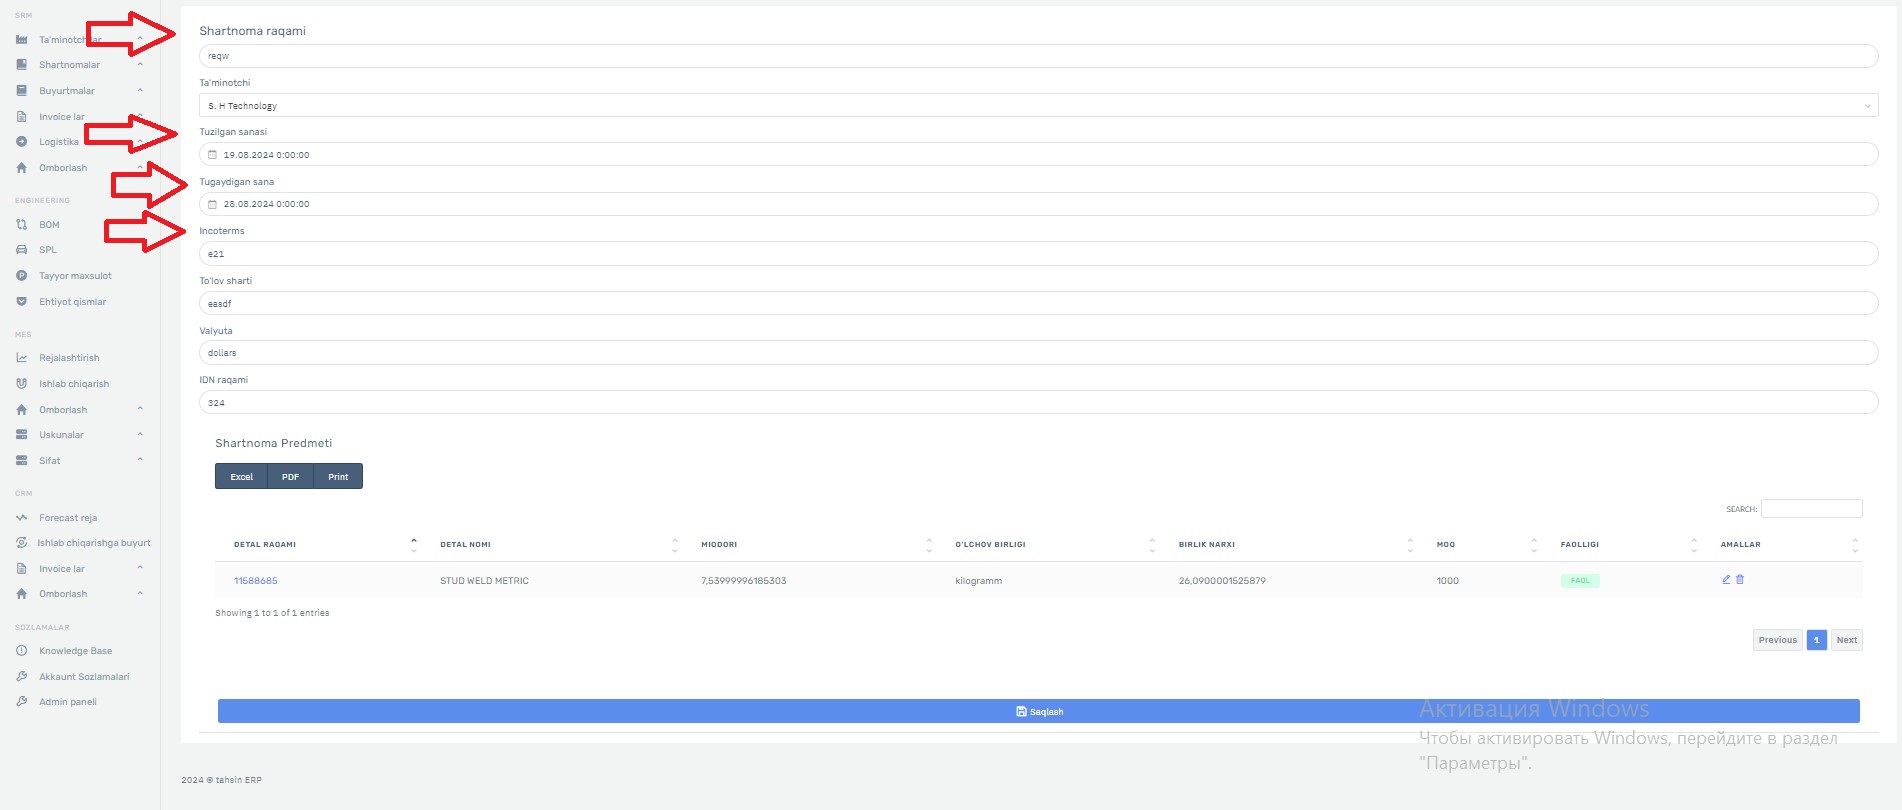 SRM
Ta'minotchilar
Shartnomalar
Buyurtmalar
Invoice lar
Logistika
Omborlash
ENGINEERING
BOM
SPL
Tayyor maxsulot
Ehtiyot qismlar
MES
Rejalashtirish
Ishlab chiqarish
Omborlash
Uskunalar
Sifat
CRM
Forecast reja
Ishlab chiqarishga buyurt
Invoice lar
Omborlash
SOZLAMALAR
Knowledge Base
Akkaunt Sozlamalari
Admin paneli
Shartnoma raqami
reqw
Ta'minotchi
S. H Technology
Tuzilgan sanasi
19.08.2024 0:00:00
Tugaydigan sana
28.08.2024 0:00:00
Incoterms
e21
To'lov sharti
easdf
Valyuta
dollars
IDN raqami
324
Shartnoma Predmeti
Excel PDF Print
SEARCH:
DETAL RAQAMI DETAL NOMI MIQDORI O'LCHOV BIRLIGI BIRLIK NARXI MOQ FAOLLIGI AMALLAR
11588685 STUD WELD METRIC 7,53999996185303 kilogramm 26,0900001525879 1000 FAOL
Showing 1 to 1 of 1 entries
Previous 1 Next
Saqlash
Активация Windows
Чтобы активировать Windows, перейдите в раздел
"Параметры".
2024 © tahsin ERP